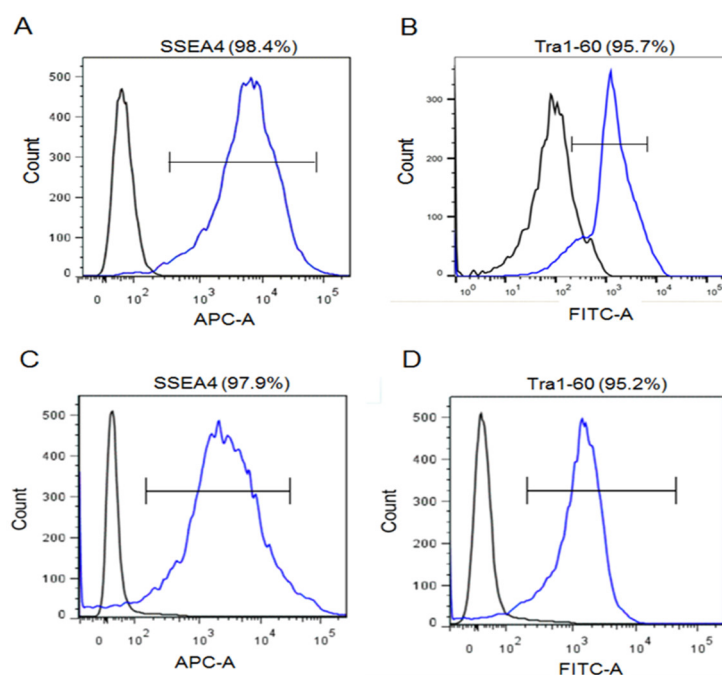 A
SSEA4 (98.4%)
500
400
300
200
100
0
Count
0 10² 10³ 10⁴ 10⁵
APC-A
B
Tra1-60 (95.7%)
300
200
100
0
Count
10⁰ 10¹ 10² 10³ 10⁴ 10⁵
FITC-A
C
SSEA4 (97.9%)
500
400
300
200
100
0
Count
0 10² 10³ 10⁴ 10⁵
APC-A
D
Tra1-60 (95.2%)
500
400
300
200
100
0
Count
0 10² 10³ 10⁴ 10⁵
FITC-A